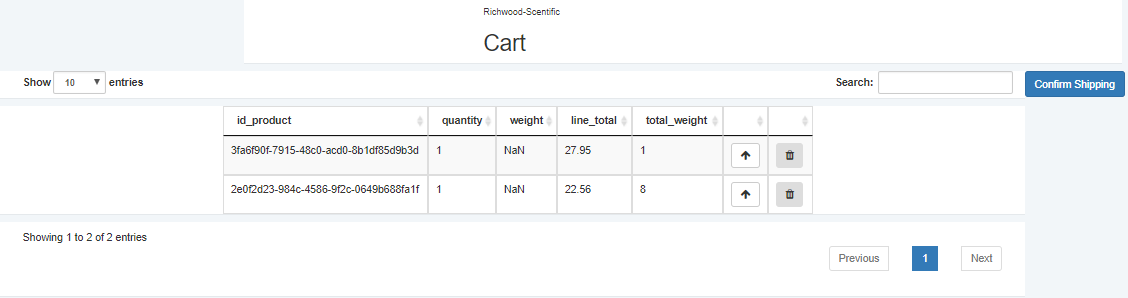 Richwood-Scentific
Cart
Show 10 entries
Search:
Confirm Shipping
id_product quantity weight line_total total_weight
3fa6f90f-7915-48c0-acd0-8b1df85d9b3d 1 NaN 27.95 1
2e0f2d23-984c-4586-9f2c-0649b688fa1f 1 NaN 22.56 8
Showing 1 to 2 of 2 entries
Previous 1 Next